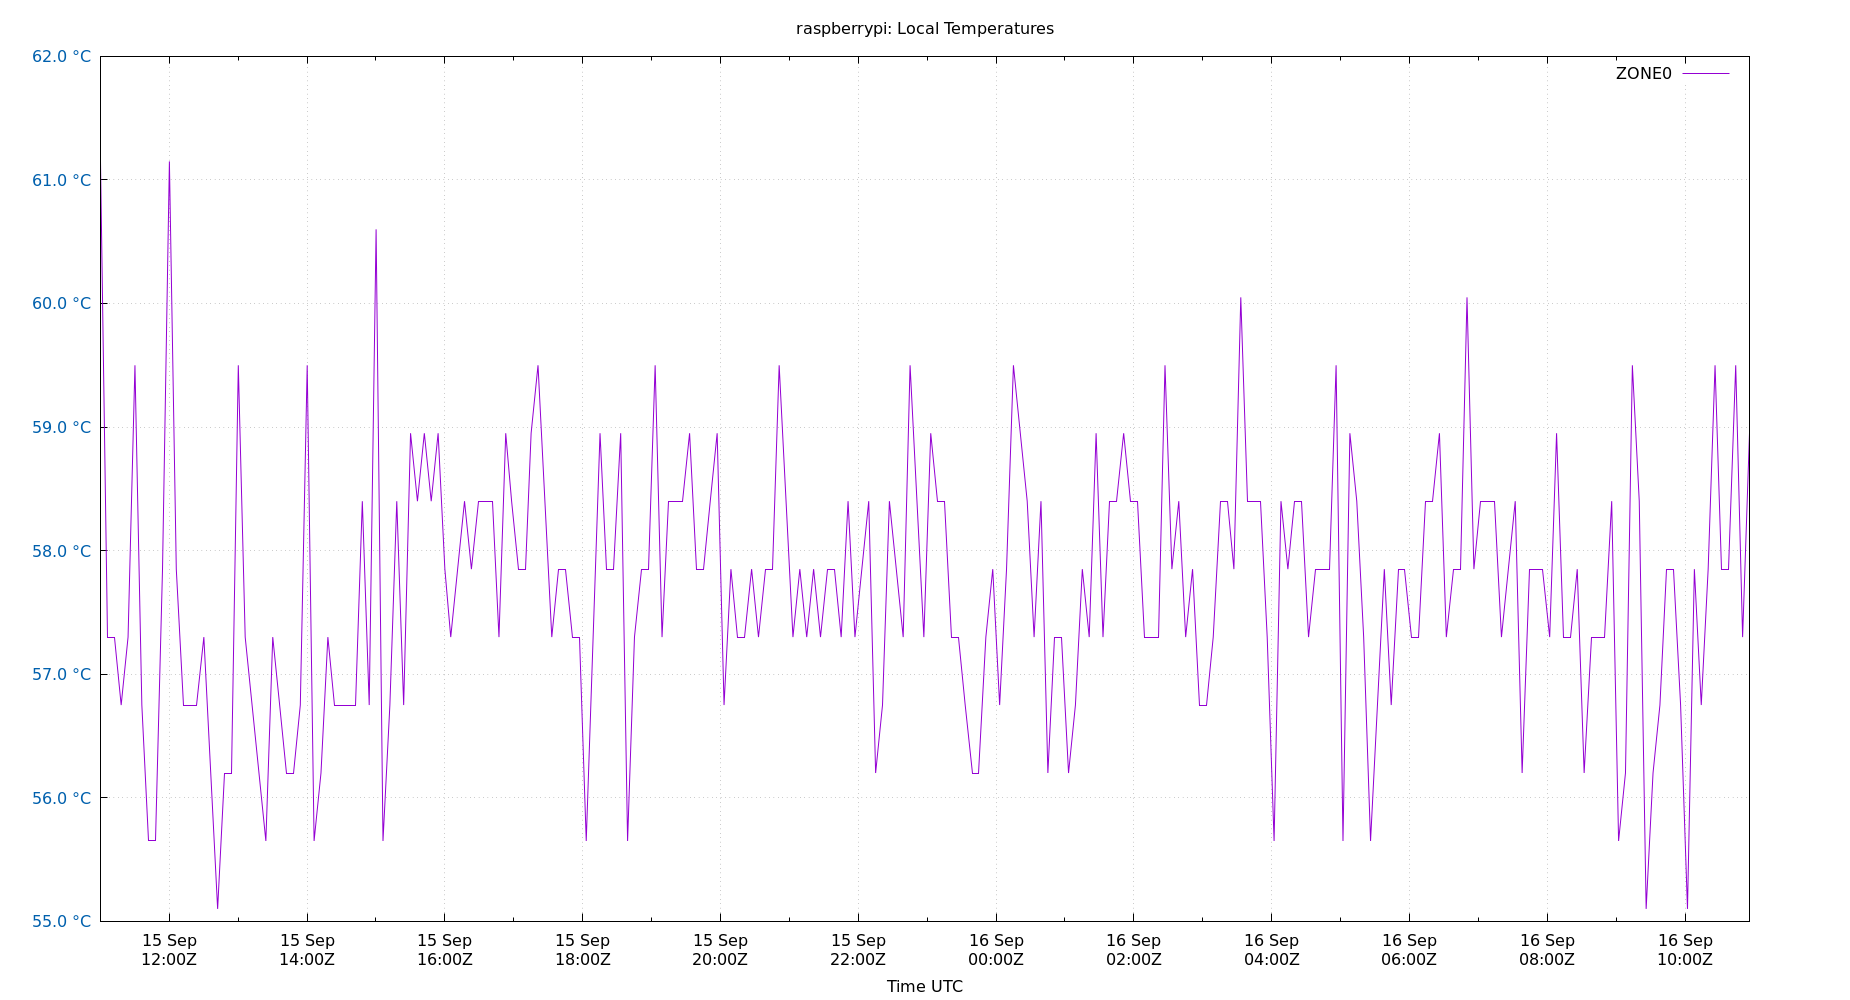 raspberrypi: Local Temperatures
62.0 °C
ZONE0
61.0 °C
60.0 °C
59.0 °C
58.0 °C
57.0 °C
56.0 °C
55.0 °C
15 Sep 15 Sep 15 Sep 15 Sep 15 Sep 15 Sep 16 Sep 16 Sep 16 Sep 16 Sep 16 Sep 16 Sep
12:00Z 14:00Z 16:00Z 18:00Z 20:00Z 22:00Z 00:00Z 02:00Z 04:00Z 06:00Z 08:00Z 10:00Z
Time UTC